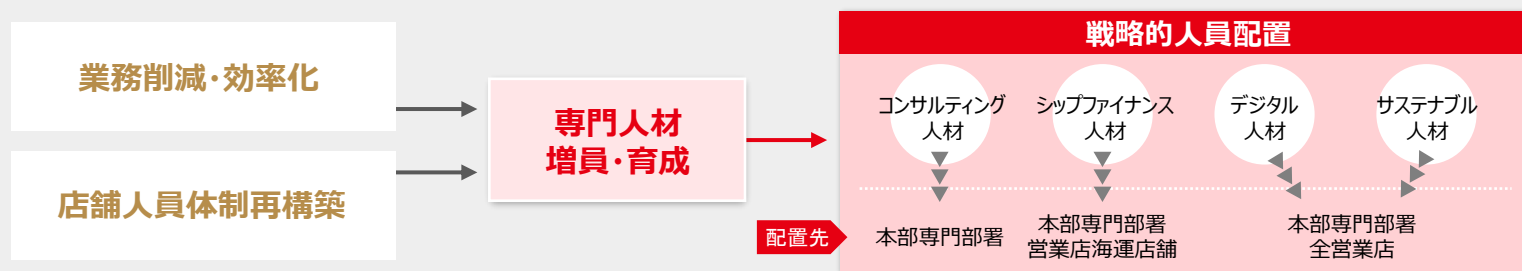 業務削減･効率化
店舗人員体制再構築
専門人材
増員･育成
戦略的人員配置
コンサルティング
人材
シップファイナンス
人材
デジタル
人材
サステナブル
人材
配置先
本部専門部署
本部専門部署
営業店海運店舗
本部専門部署
全営業店